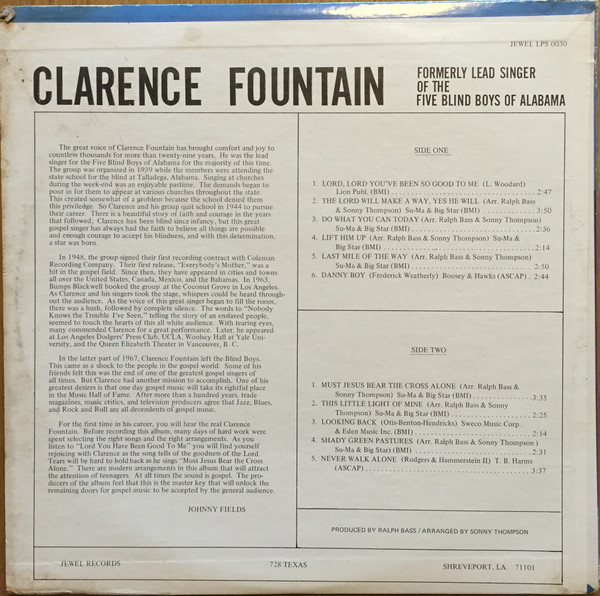 JEWEL LPS 0030
CLARENCE FOUNTAIN
FORMERLY LEAD SINGER
OF THE
FIVE BLIND BOYS OF ALABAMA
The great voice of Clarence Fountain has brought comfort and joy to
countless thousands for more than twenty-nine years. He was the lead
singer for the Five Blind Boys of Alabama for the majority of this time.
The group was organized in 1939 while the members were attending the
state school for the blind at Talladega, Alabama. Singing at churches
during the week-end was an enjoyable pastime. The demands began to
pour in for them to appear at various churches throughout the state.
This created somewhat of a problem because the school denied them
this priviledge. So Clarence and his group quit school in 1944 to pursue
their career. There is a beautiful story of faith and courage in the years
that followed; Clarence has been blind since infancy, but this great
gospel singer has always had the faith to believe all things are possible
and enough courage to accept his blindness, and with this determination
a star was born.
In 1948, the group signed their first recording contract with Coleman
Recording Company. Their first release, "Everybody's Mother," was a
hit in the gospel field. Since then, they have appeared in cities and towns
all over the United States, Canada, Mexico, and the Bahamas. In 1963,
Bumps Blackwell booked the group at the Coconut Grove in Los Angeles.
As Clarence and his singers took the stage, whispers could be heard through-
out the audience. As the voice of this great singer began to fill the room,
there was a hush, followed by complete silence. The words to "Nobody
Knows the Trouble I've Seen," telling the story of an enslaved people,
seemed to touch the hearts of this all white audience. With tearing eyes,
many commended Clarence for a great performance. Later, he appeared
at Los Angeles Dodgers' Press Club, UCLA, Woolsey Hall at Yale Uni-
versity, and the Queen Elizabeth Theater in Vancouver, B. C.
In the latter part of 1967, Clarence Fountain left the Blind Boys.
This came as a shock to the people in the gospel world. Some of his
friends felt this was the end of one of the greatest gospel singers of
all times. But Clarence had another mission to accomplish. One of his
greatest desires is that one day gospel music will take its rightful place
in the Music Hall of Fame. After more than a hundred years, trade
magazines, music critics, and television producers agree that Jazz, Blues,
and Rock and Roll are all decendents of gospel music.
For the first time in his career, you will hear the real Clarence
Fountain. Before recording this album, many days of hard work were
spent selecting the right songs and the right arrangements. As you
listen to "Lord You Have Been Good To Me" you will find yourself
rejoicing with Clarence as the song tells of the goodness of the Lord.
Tears will be hard to hold back as he sings "Must Jesus Bear the Cross
Alone." There are modern arrangements in this album that will attract
the attention of teenagers. At all times the sound is gospel. The pro-
ducers of the album feel that this is the master key that will unlock the
remaining doors for gospel music to be accepted by the general audience.
JOHNNY FIELDS
SIDE ONE
1. LORD, LORD YOU'VE BEEN SO GOOD TO ME (L. Woodard)
Lion Publ. (BMI) 2:47
2. THE LORD WILL MAKE A WAY, YES HE WILL (Arr. Ralph Bass
& Sonny Thompson) Su-Ma & Big Star (BMI) 3:50
3. DO WHAT YOU CAN TODAY (Arr. Ralph Bass & Sonny Thompson)
Su-Ma & Big Star (BMI) 2:36
4. LIFT HIM UP (Arr. Ralph Bass & Sonny Thompson) Su-Ma &
Big Star (BMI) 2:14
5. LAST MILE OF THE WAY (Arr. Ralph Bass & Sonny Thompson)
Su-Ma & Big Star (BMI) 2:50
6. DANNY BOY (Frederick Weatherly) Boosey & Hawks (ASCAP) . 2:44
SIDE TWO
1. MUST JESUS BEAR THE CROSS ALONE (Arr. Ralph Bass &
Sonny Thompson) Su-Ma & Big Star (BMI) 3:35
2. THIS LITTLE LIGHT OF MINE (Arr. Ralph Bass & Sonny
Thompson) Su-Ma & Big Star (BMI) 2:25
3. LOOKING BACK (Otis-Benton-Hendricks) Sweco Music Corp.
& Eden Music Inc. (BMI) 2:14
4. SHADY GREEN PASTURES (Arr. Ralph Bass & Sonny Thompson )
Su-Ma & Big Star) (BMI) 2:31
5. NEVER WALK ALONE (Rodgers & Hammerstein II) T. B. Harms
(ASCAP) 3:37
PRODUCED BY RALPH BASS / ARRANGED BY SONNY THOMPSON
JEWEL RECORDS 728 TEXAS SHREVEPORT, LA. 71101